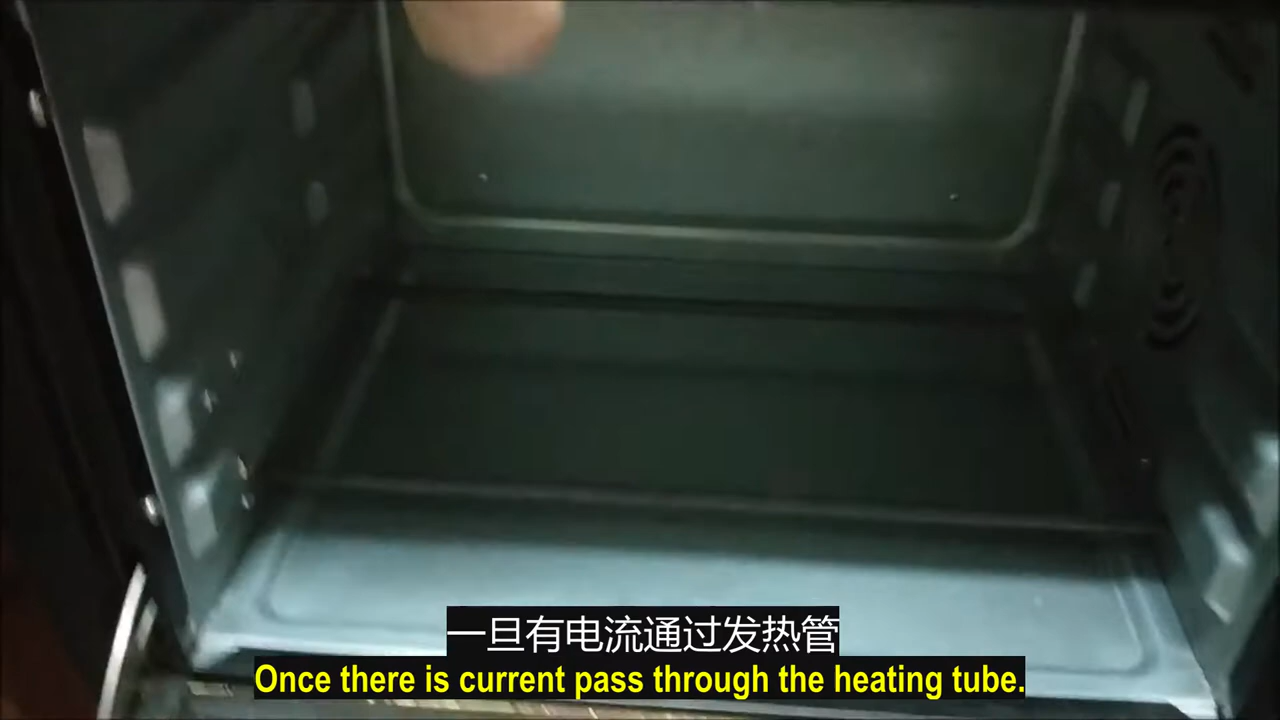 一旦有电流通过发热管
Once there is current pass through the heating tube.